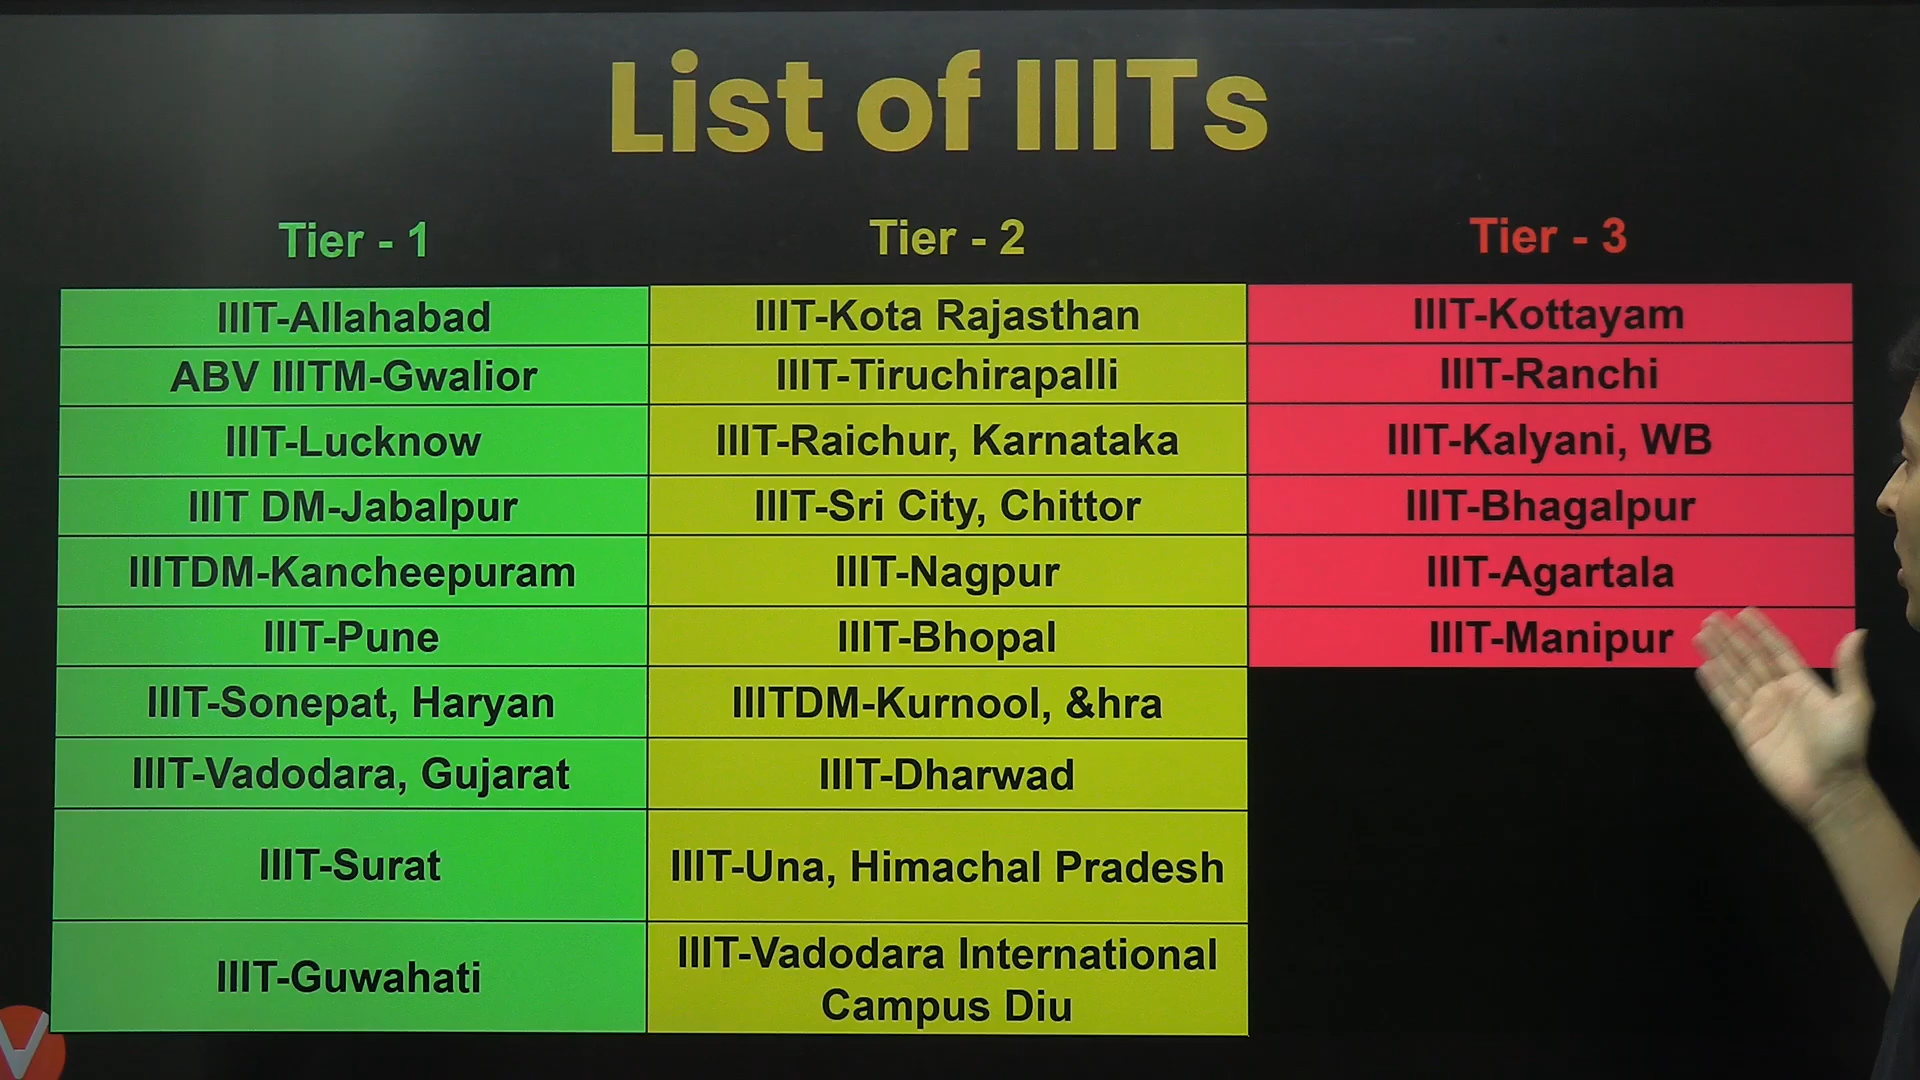 List of IIITs
Tier - 1
Tier - 2
Tier - 3
IIIT-Allahabad
IIIT-Kota Rajasthan
IIIT-Kottayam
ABV IIITM-Gwalior
IIIT-Tiruchirapalli
IIIT-Ranchi
IIIT-Lucknow
IIIT-Raichur, Karnataka
IIIT-Kalyani, WB
IIIT DM-Jabalpur
IIIT-Sri City, Chittor
IIIT-Bhagalpur
IIITDM-Kancheepuram
IIIT-Nagpur
IIIT-Agartala
IIIT-Pune
IIIT-Bhopal
IIIT-Manipur
IIIT-Sonepat, Haryan
IIITDM-Kurnool, &hra
IIIT-Vadodara, Gujarat
IIIT-Dharwad
IIIT-Surat
IIIT-Una, Himachal Pradesh
IIIT-Guwahati
IIIT-Vadodara International
Campus Diu
V